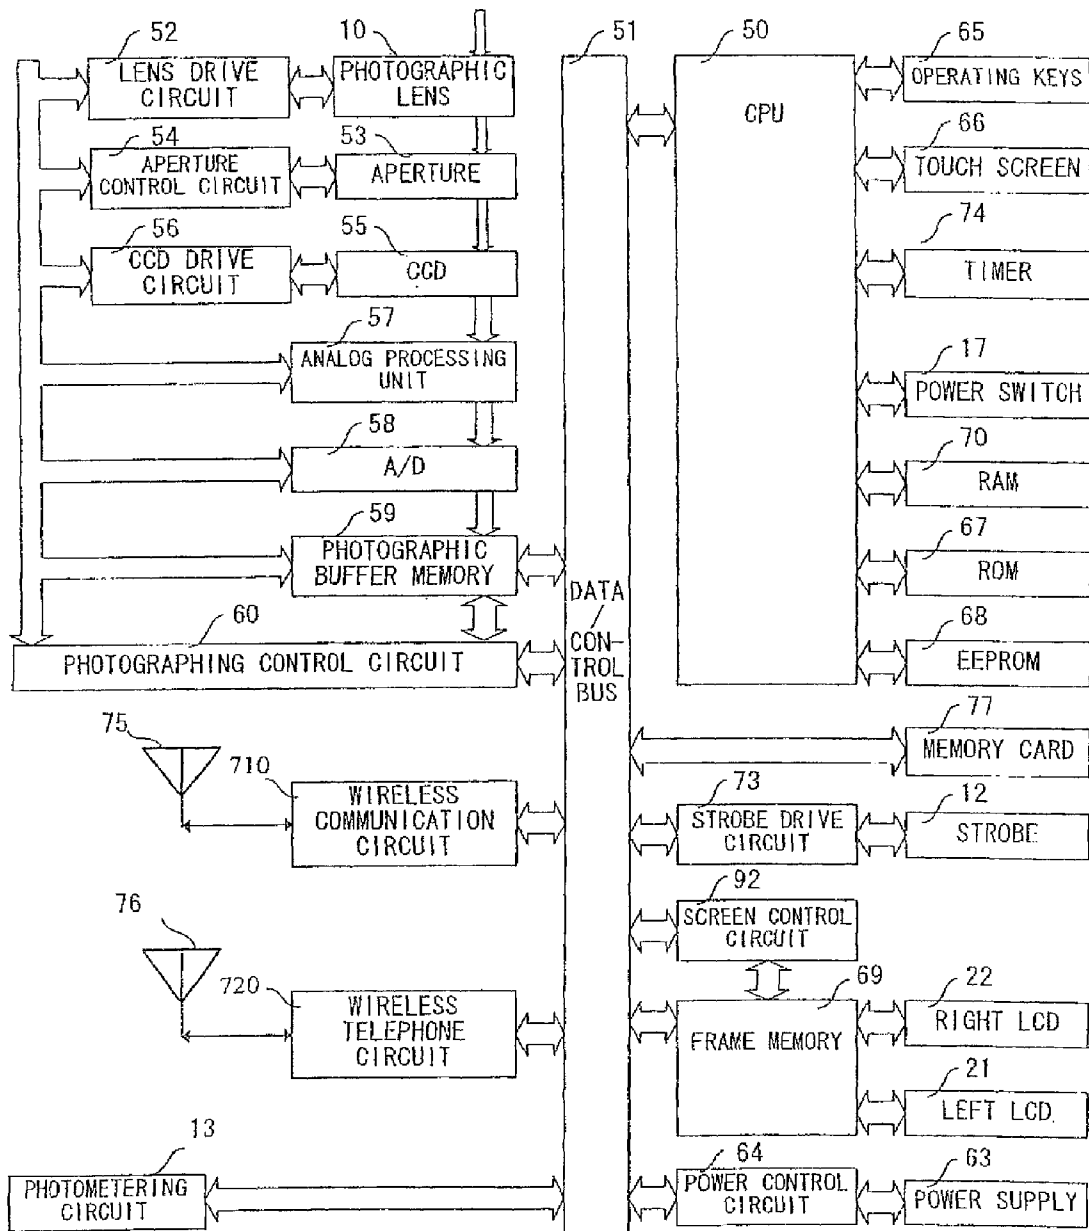 52
LENS DRIVE
CIRCUIT
10
PHOTOGRAPHIC
LENS
54
APERTURE
CONTROL CIRCUIT
53
APERTURE
56
CCD DRIVE
CIRCUIT
55
CCD
57
ANALOG PROCESSING
UNIT
58
A/D
59
PHOTOGRAPHIC
BUFFER MEMORY
60
PHOTOGRAPHING CONTROL CIRCUIT
75
710
WIRELESS
COMMUNICATION
CIRCUIT
76
720
WIRELESS
TELEPHONE
CIRCUIT
13
PHOTOMETERING
CIRCUIT
51
DATA
/
CON-
TROL
BUS
50
CPU
65
OPERATING KEYS
66
TOUCH SCREEN
74
TIMER
17
POWER SWITCH
70
RAM
67
ROM
68
EEPROM
77
MEMORY CARD
73
STROBE DRIVE
CIRCUIT
12
STROBE
92
SCREEN CONTROL
CIRCUIT
69
FRAME MEMORY
22
RIGHT LCD
21
LEFT LCD
64
POWER CONTROL
CIRCUIT
63
POWER SUPPLY